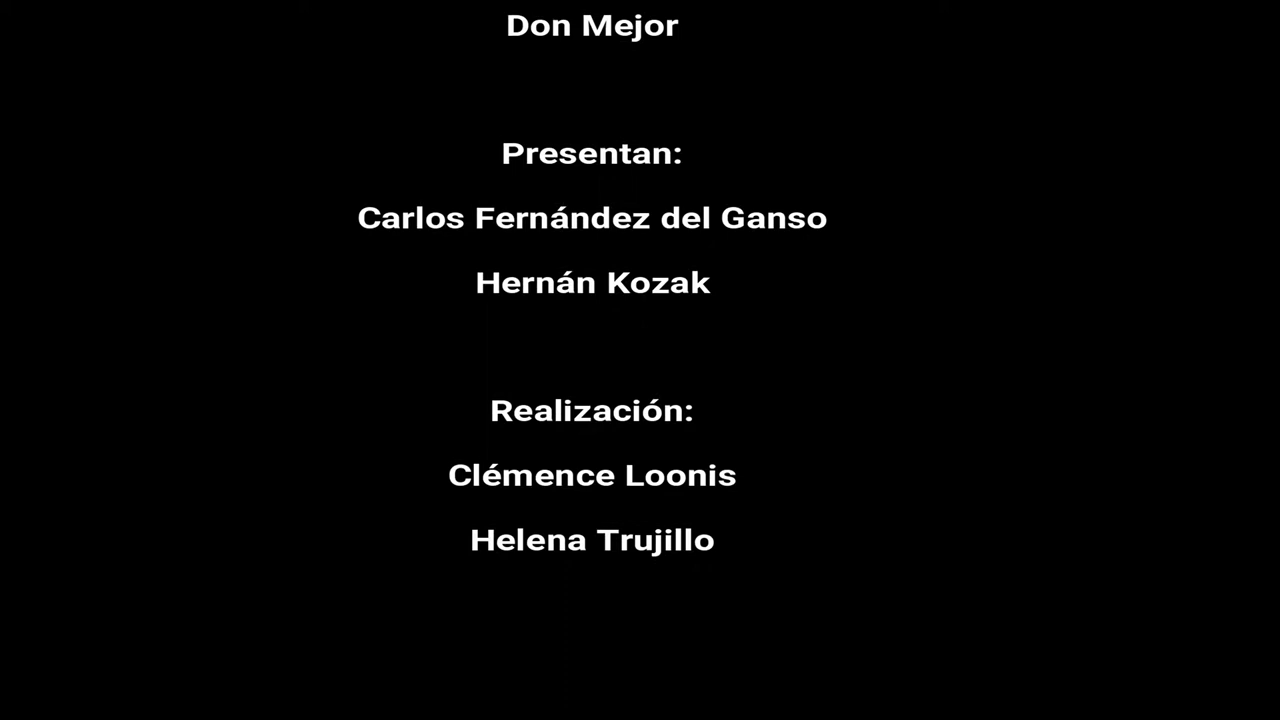 Don Mejor
Presentan:
Carlos Fernández del Ganso
Hernán Kozak
Realización:
Clémence Loonis
Helena Trujillo